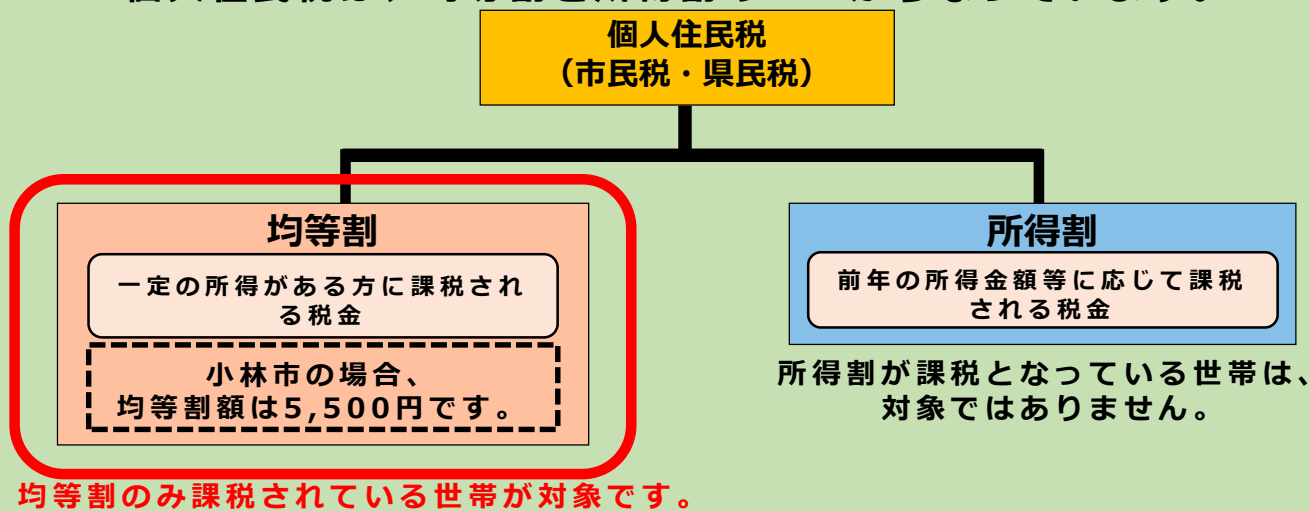 個人住民税
（市民税・県民税）
均等割
一定の所得がある方に課税され
る税金
小林市の場合、
均等割額は5,500円です。
所得割
前年の所得金額等に応じて課税
される税金
所得割が課税となっている世帯は、
対象ではありません。
均等割のみ課税されている世帯が対象です。